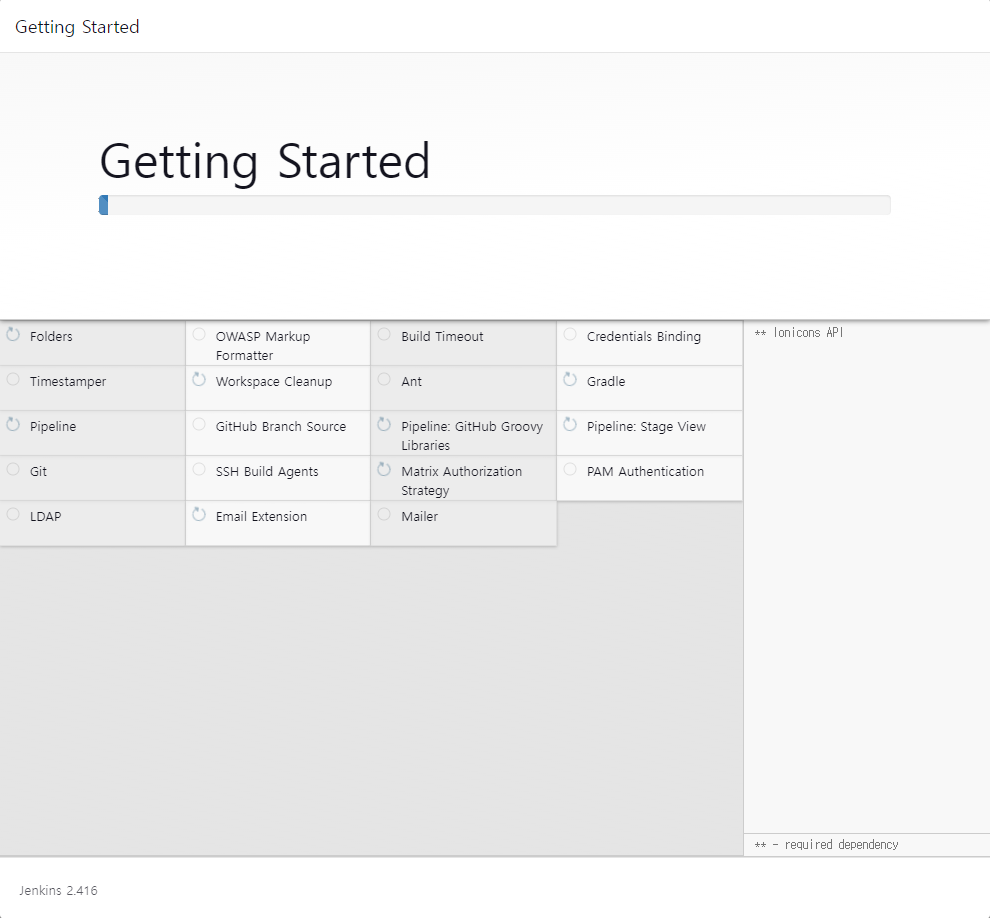 Getting Started
Getting Started
Folders
OWASP Markup
Formatter
Build Timeout
Credentials Binding
** Ionicons API
Timestamper
Workspace Cleanup
Ant
Gradle
Pipeline
GitHub Branch Source
Pipeline: GitHub Groovy
Libraries
Pipeline: Stage View
Git
SSH Build Agents
Matrix Authorization
Strategy
PAM Authentication
LDAP
Email Extension
Mailer
** - required dependency
Jenkins 2.416